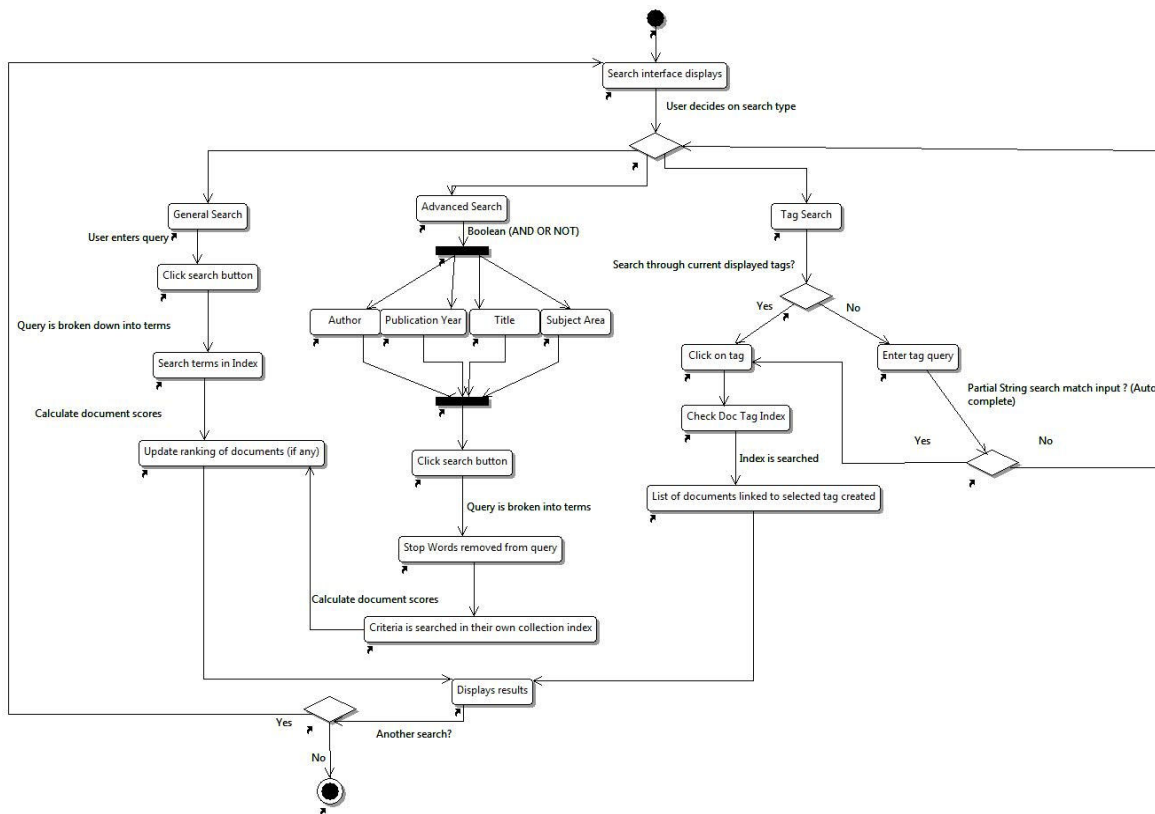 Search interface displays
User decides on search type
General Search
Advanced Search
Tag Search
User enters query
Boolean (AND OR NOT)
Click search button
Search through current displayed tags?
Yes
No
Author
Publication Year
Title
Subject Area
Query is broken down into terms
Search terms in Index
Click on tag
Enter tag query
Partial String search match input ? (Auto
complete)
Calculate document scores
Check Doc Tag Index
Update ranking of documents (if any)
Yes
No
Click search button
Index is searched
List of documents linked to selected tag created
Query is broken into terms
Stop Words removed from query
Calculate document scores
Criteria is searched in their own collection index
Displays results
Yes
Another search?
No